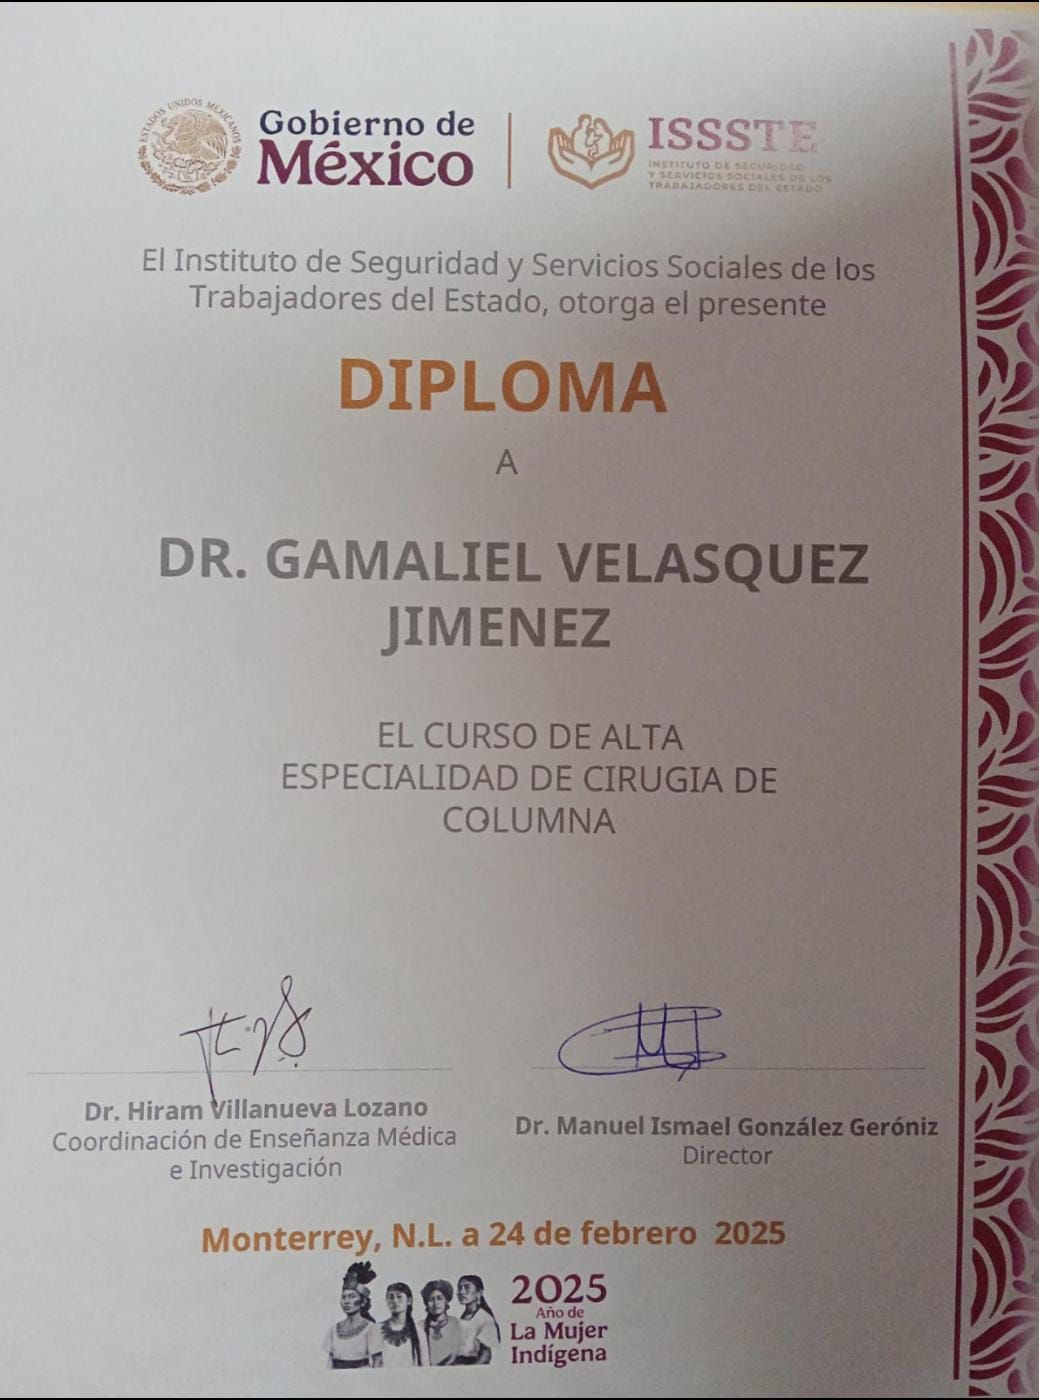 ESTADOS UNIDOS MEXICANOS
Gobierno de
México
ISSSTE
INSTITUTO DE SEGURIDAD
Y SERVICIOS SOCIALES DE LOS
TRABAJADORES DEL ESTADO
El Instituto de Seguridad y Servicios Sociales de los
Trabajadores del Estado, otorga el presente
DIPLOMA
A
DR. GAMALIEL VELASQUEZ
JIMENEZ
EL CURSO DE ALTA
ESPECIALIDAD DE CIRUGIA DE
COLUMNA
Dr. Hiram Villanueva Lozano
Coordinación de Enseñanza Médica
e Investigación
Dr. Manuel Ismael González Geróniz
Director
Monterrey, N.L. a 24 de febrero 2025
2025
Año de
La Mujer
Indígena